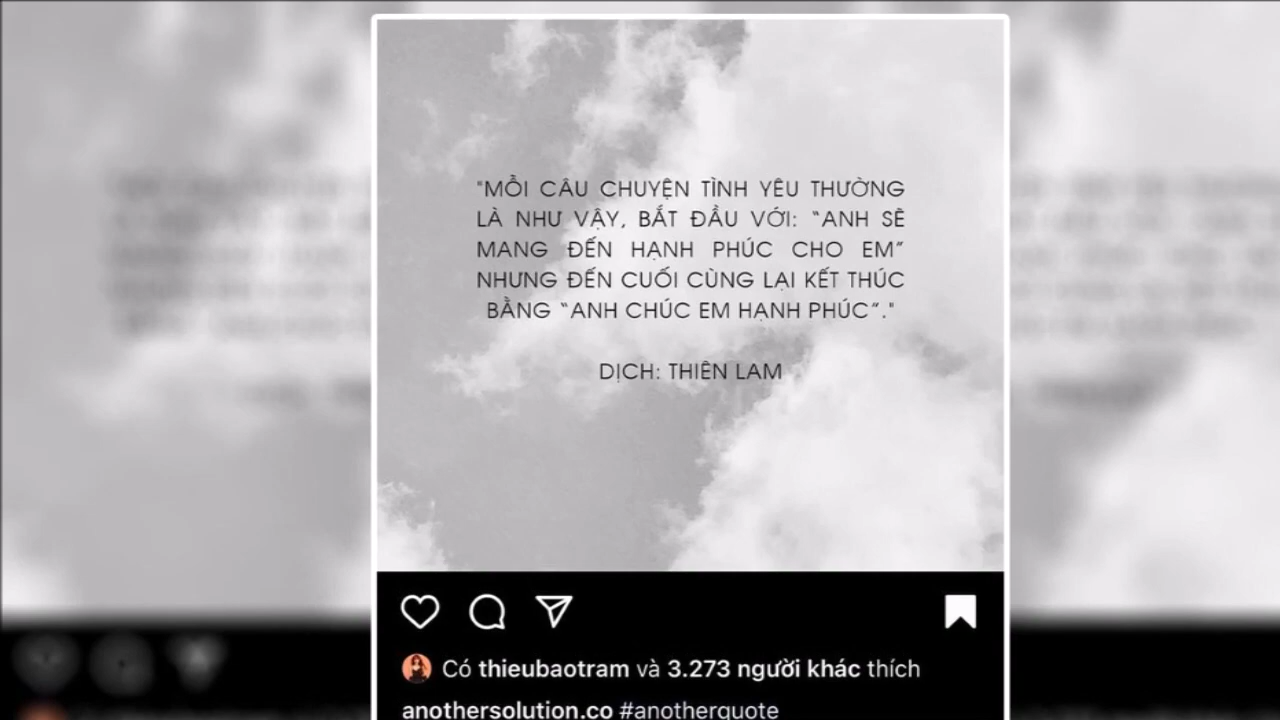 "MỖI CÂU CHUYỆN TÌNH YÊU THƯỜNG
LÀ NHƯ VẬY, BẮT ĐẦU VỚI: “ANH SẼ
MANG ĐẾN HẠNH PHÚC CHO EM”
NHƯNG ĐẾN CUỐI CÙNG LẠI KẾT THÚC
BẰNG “ANH CHÚC EM HẠNH PHÚC”."
DỊCH: THIÊN LAM
Có thieubaotram và 3.273 người khác thích
anothersolution.co #anotherquote